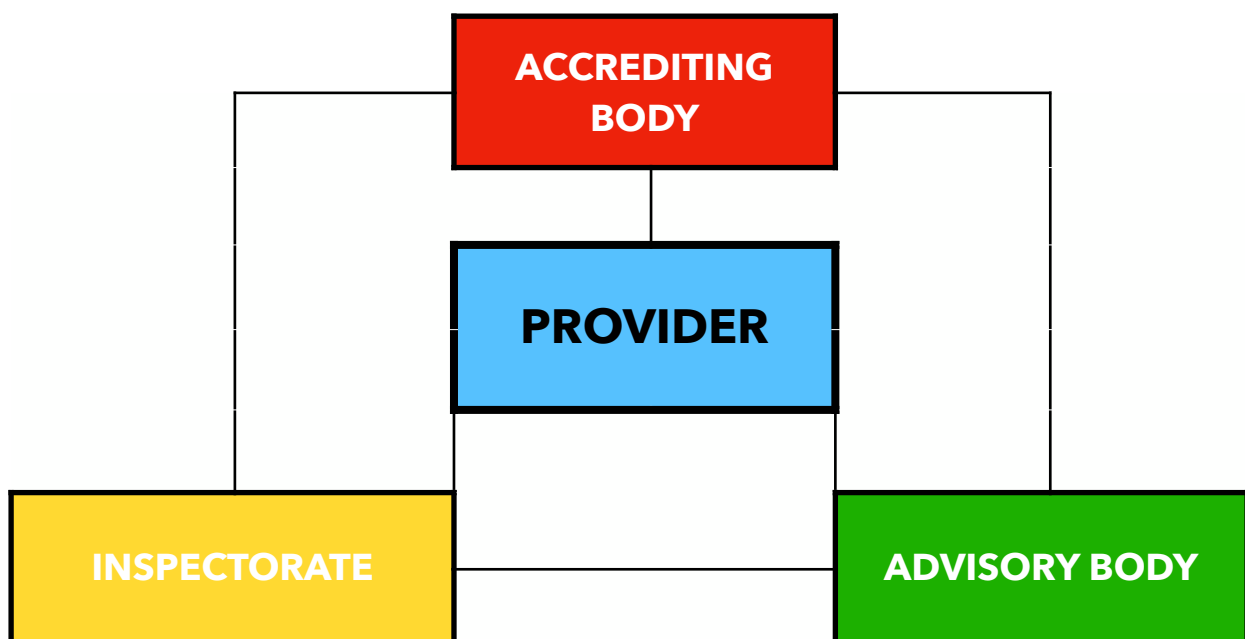 ACCREDITING
BODY
PROVIDER
INSPECTORATE
ADVISORY BODY